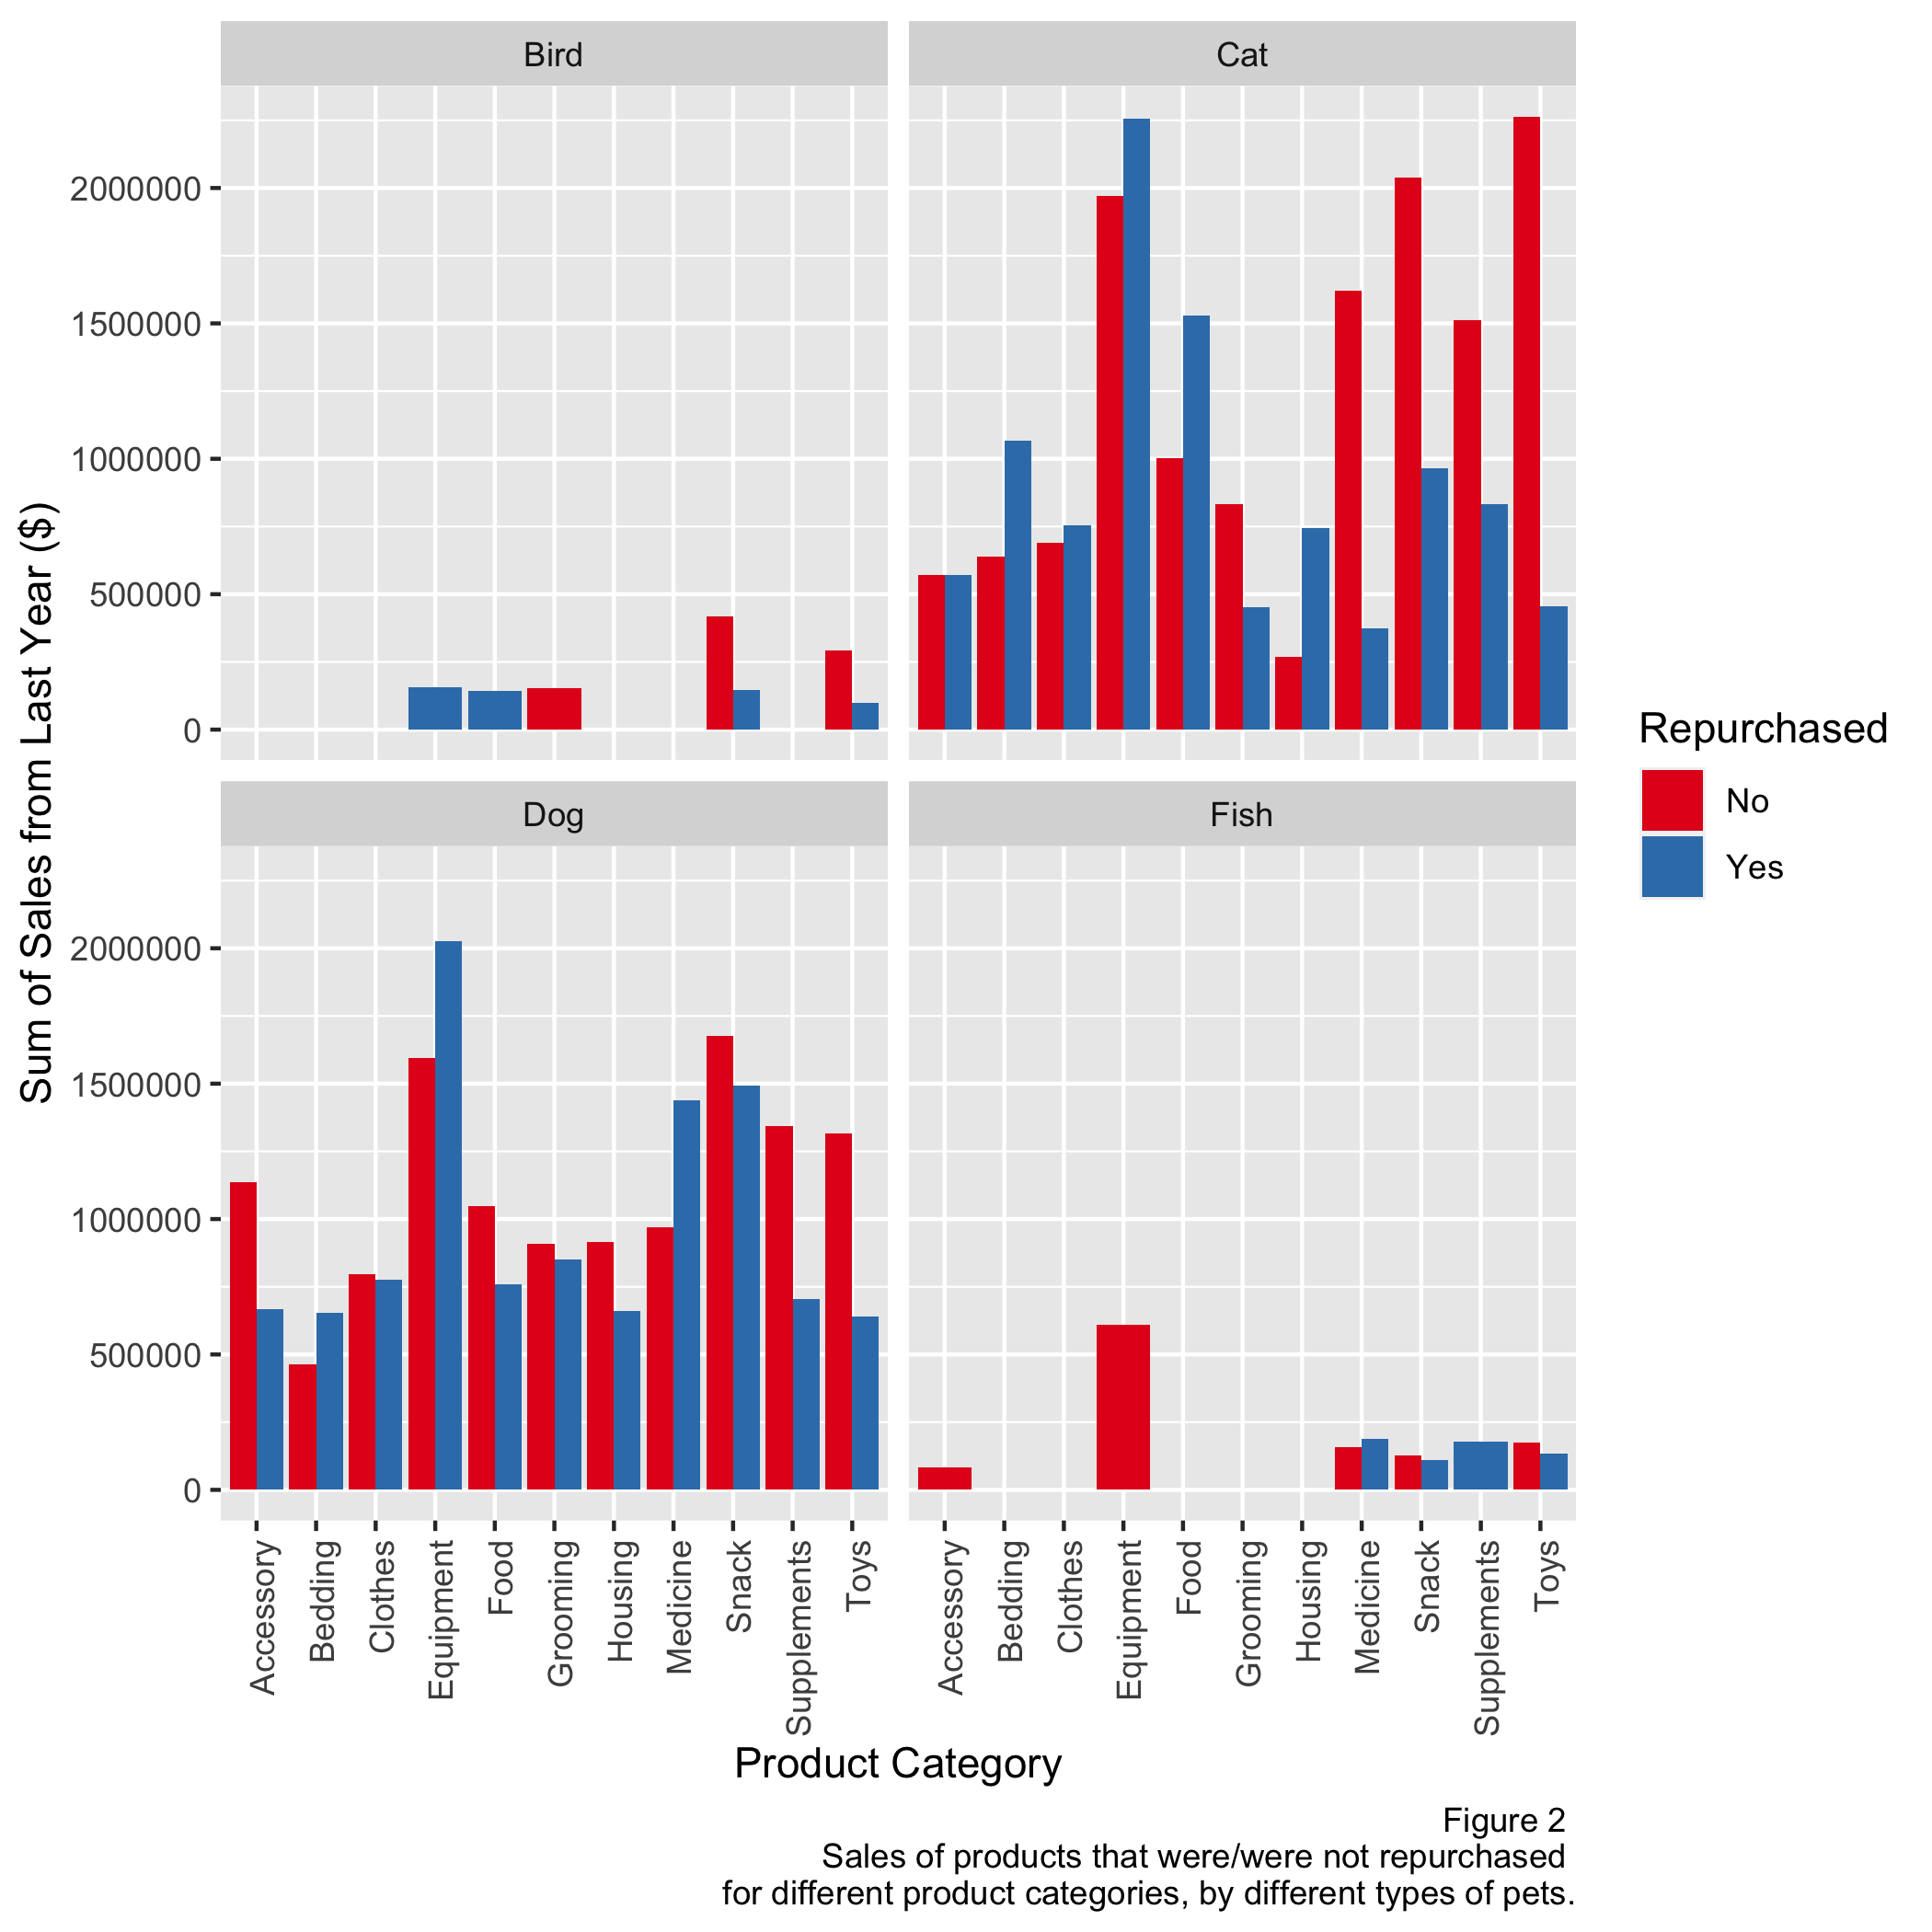 Bird
Cat
2000000
1500000
1000000
500000
0
Dog
Fish
2000000
1500000
1000000
500000
0
Sum of Sales from Last Year ($)
Accessory
Bedding
Clothes
Equipment
Food
Grooming
Housing
Medicine
Snack
Supplements
Toys
Accessory
Bedding
Clothes
Equipment
Food
Grooming
Housing
Medicine
Snack
Supplements
Toys
Product Category
Repurchased
No
Yes
Figure 2
Sales of products that were/were not repurchased
for different product categories, by different types of pets.